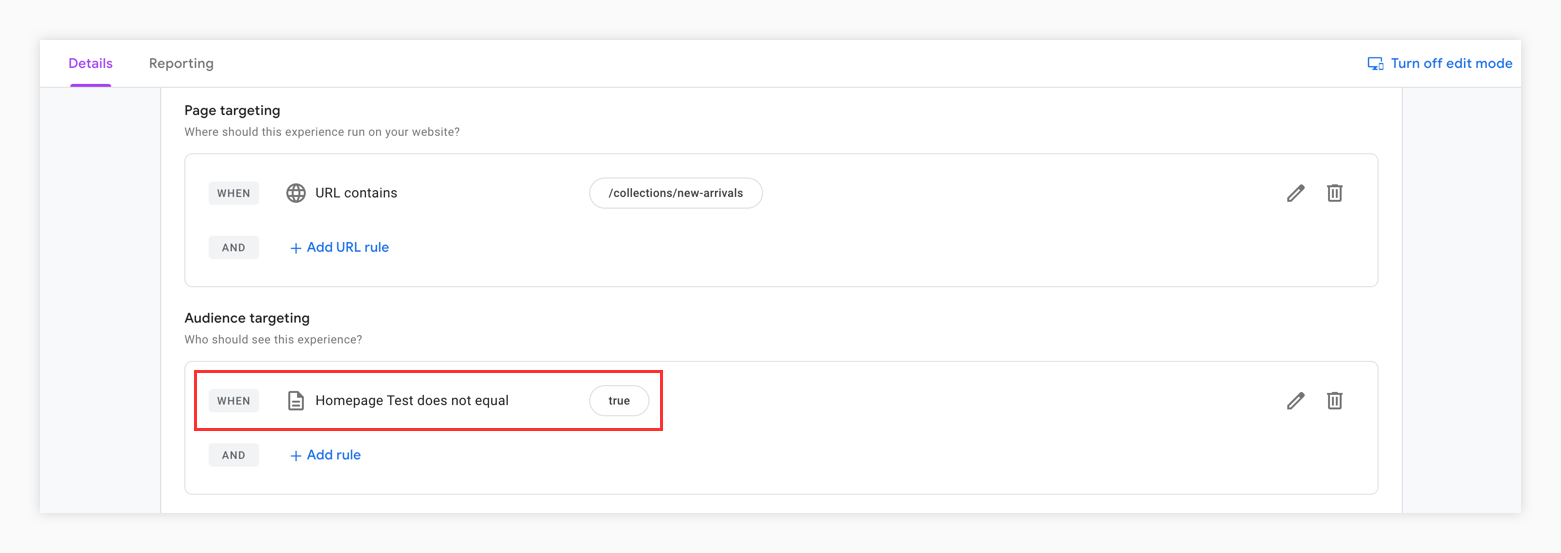 Details Reporting Turn off edit mode
Page targeting
Where should this experience run on your website?
WHEN URL contains /collections/new-arrivals
AND + Add URL rule
Audience targeting
Who should see this experience?
WHEN Homepage Test does not equal true
AND + Add rule